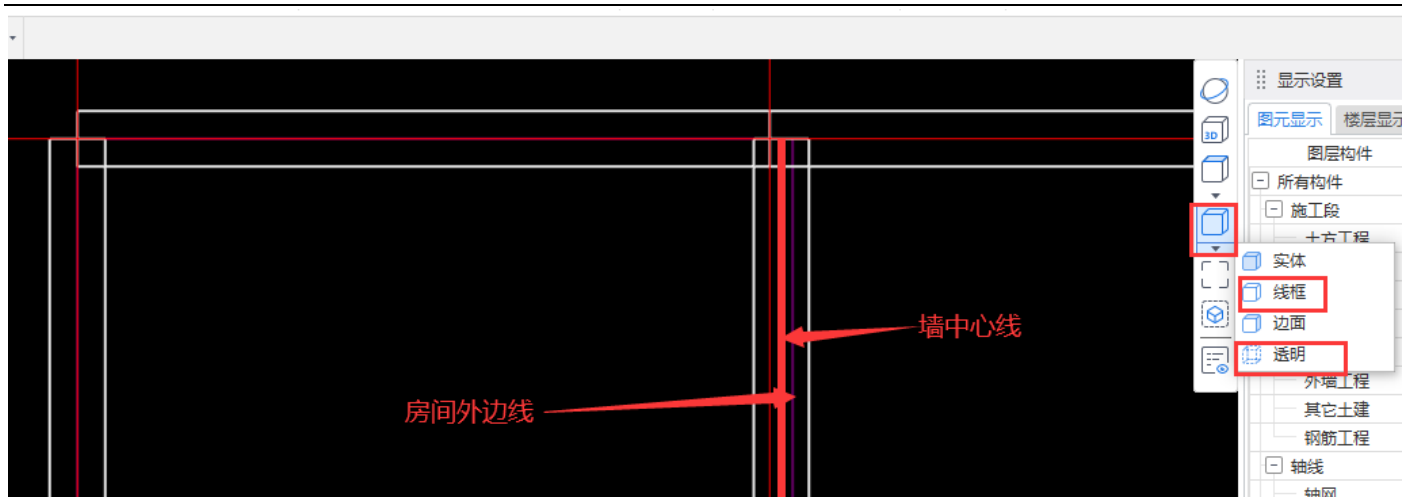 显示设置
图元显示 楼层显示
3D
图层构件
所有构件
施工段
土方工程
实体
线框
边面
透明
外墙工程
其它土建
钢筋工程
轴线
轴网
墙中心线
房间外边线